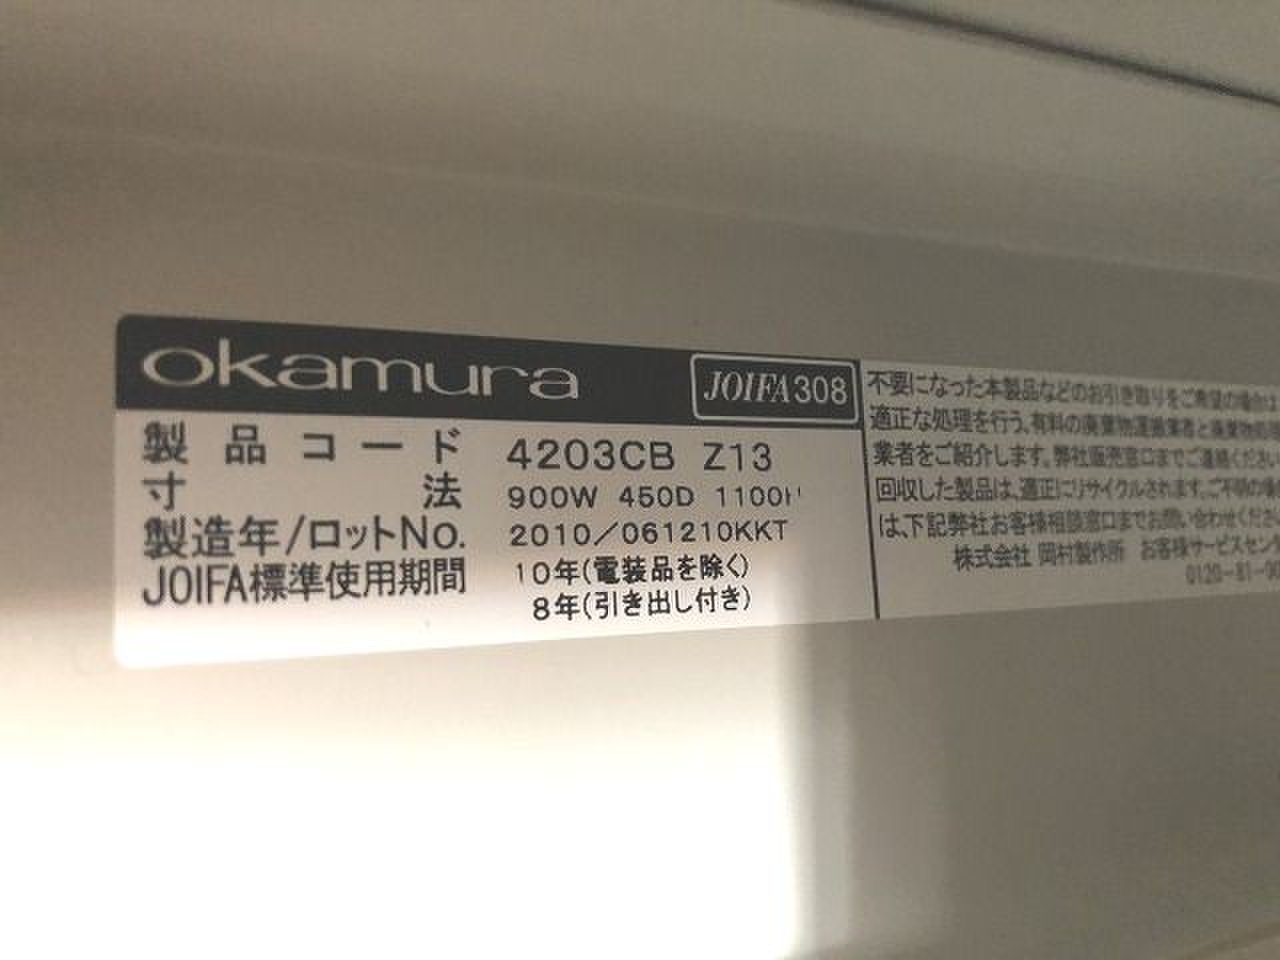 okamura
JOIFA308
製品コード 4203CB Z13
寸法 900W 450D 1100H
製造年/ロットNo. 2010/061210KKT
JOIFA標準使用期間 10年(電装品を除く)
8年(引き出し付き)
不要になった本製品などのお引き取りをご希望の場合は
適正な処理を行う、有料の廃棄物運搬業者と廃棄物処理
業者をご紹介します。弊社販売窓口までご連絡ください
回収した製品は、適正にリサイクルされます。ご不明の場
は、下記弊社お客様相談窓口までお問い合わせくださ
株式会社 岡村製作所 お客様サービスセン
0120-81-90